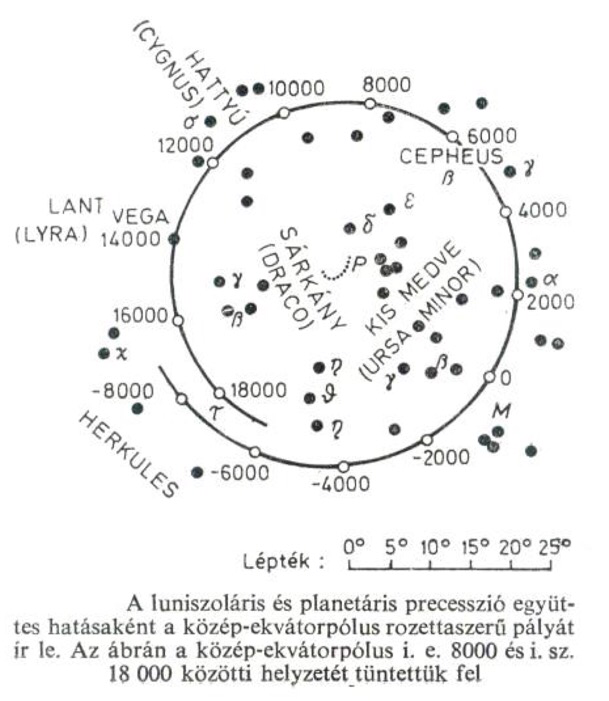 HATTYÚ
(CYGNUS)
σ
10000
8000
6000
12000
CEPHEUS
β
γ
4000
LANT
(LYRA)
VEGA
14000
ε
δ
SÁRKÁNY
(DRACO)
P
KIS MEDVE
(URSA MINOR)
α
2000
γ
β
16000
ϰ
-8000
18000
τ
η
ϑ
η
γ
β
0
M
HERKULES
-6000
-4000
-2000
Lépték : 0° 5° 10° 15° 20° 25°
A luniszoláris és planetáris precesszió együt-
tes hatásaként a közép-ekvátorpólus rozettaszerű pályát
ír le. Az ábrán a közép-ekvátorpólus i. e. 8000 és i. sz.
18 000 közötti helyzetét tüntettük fel